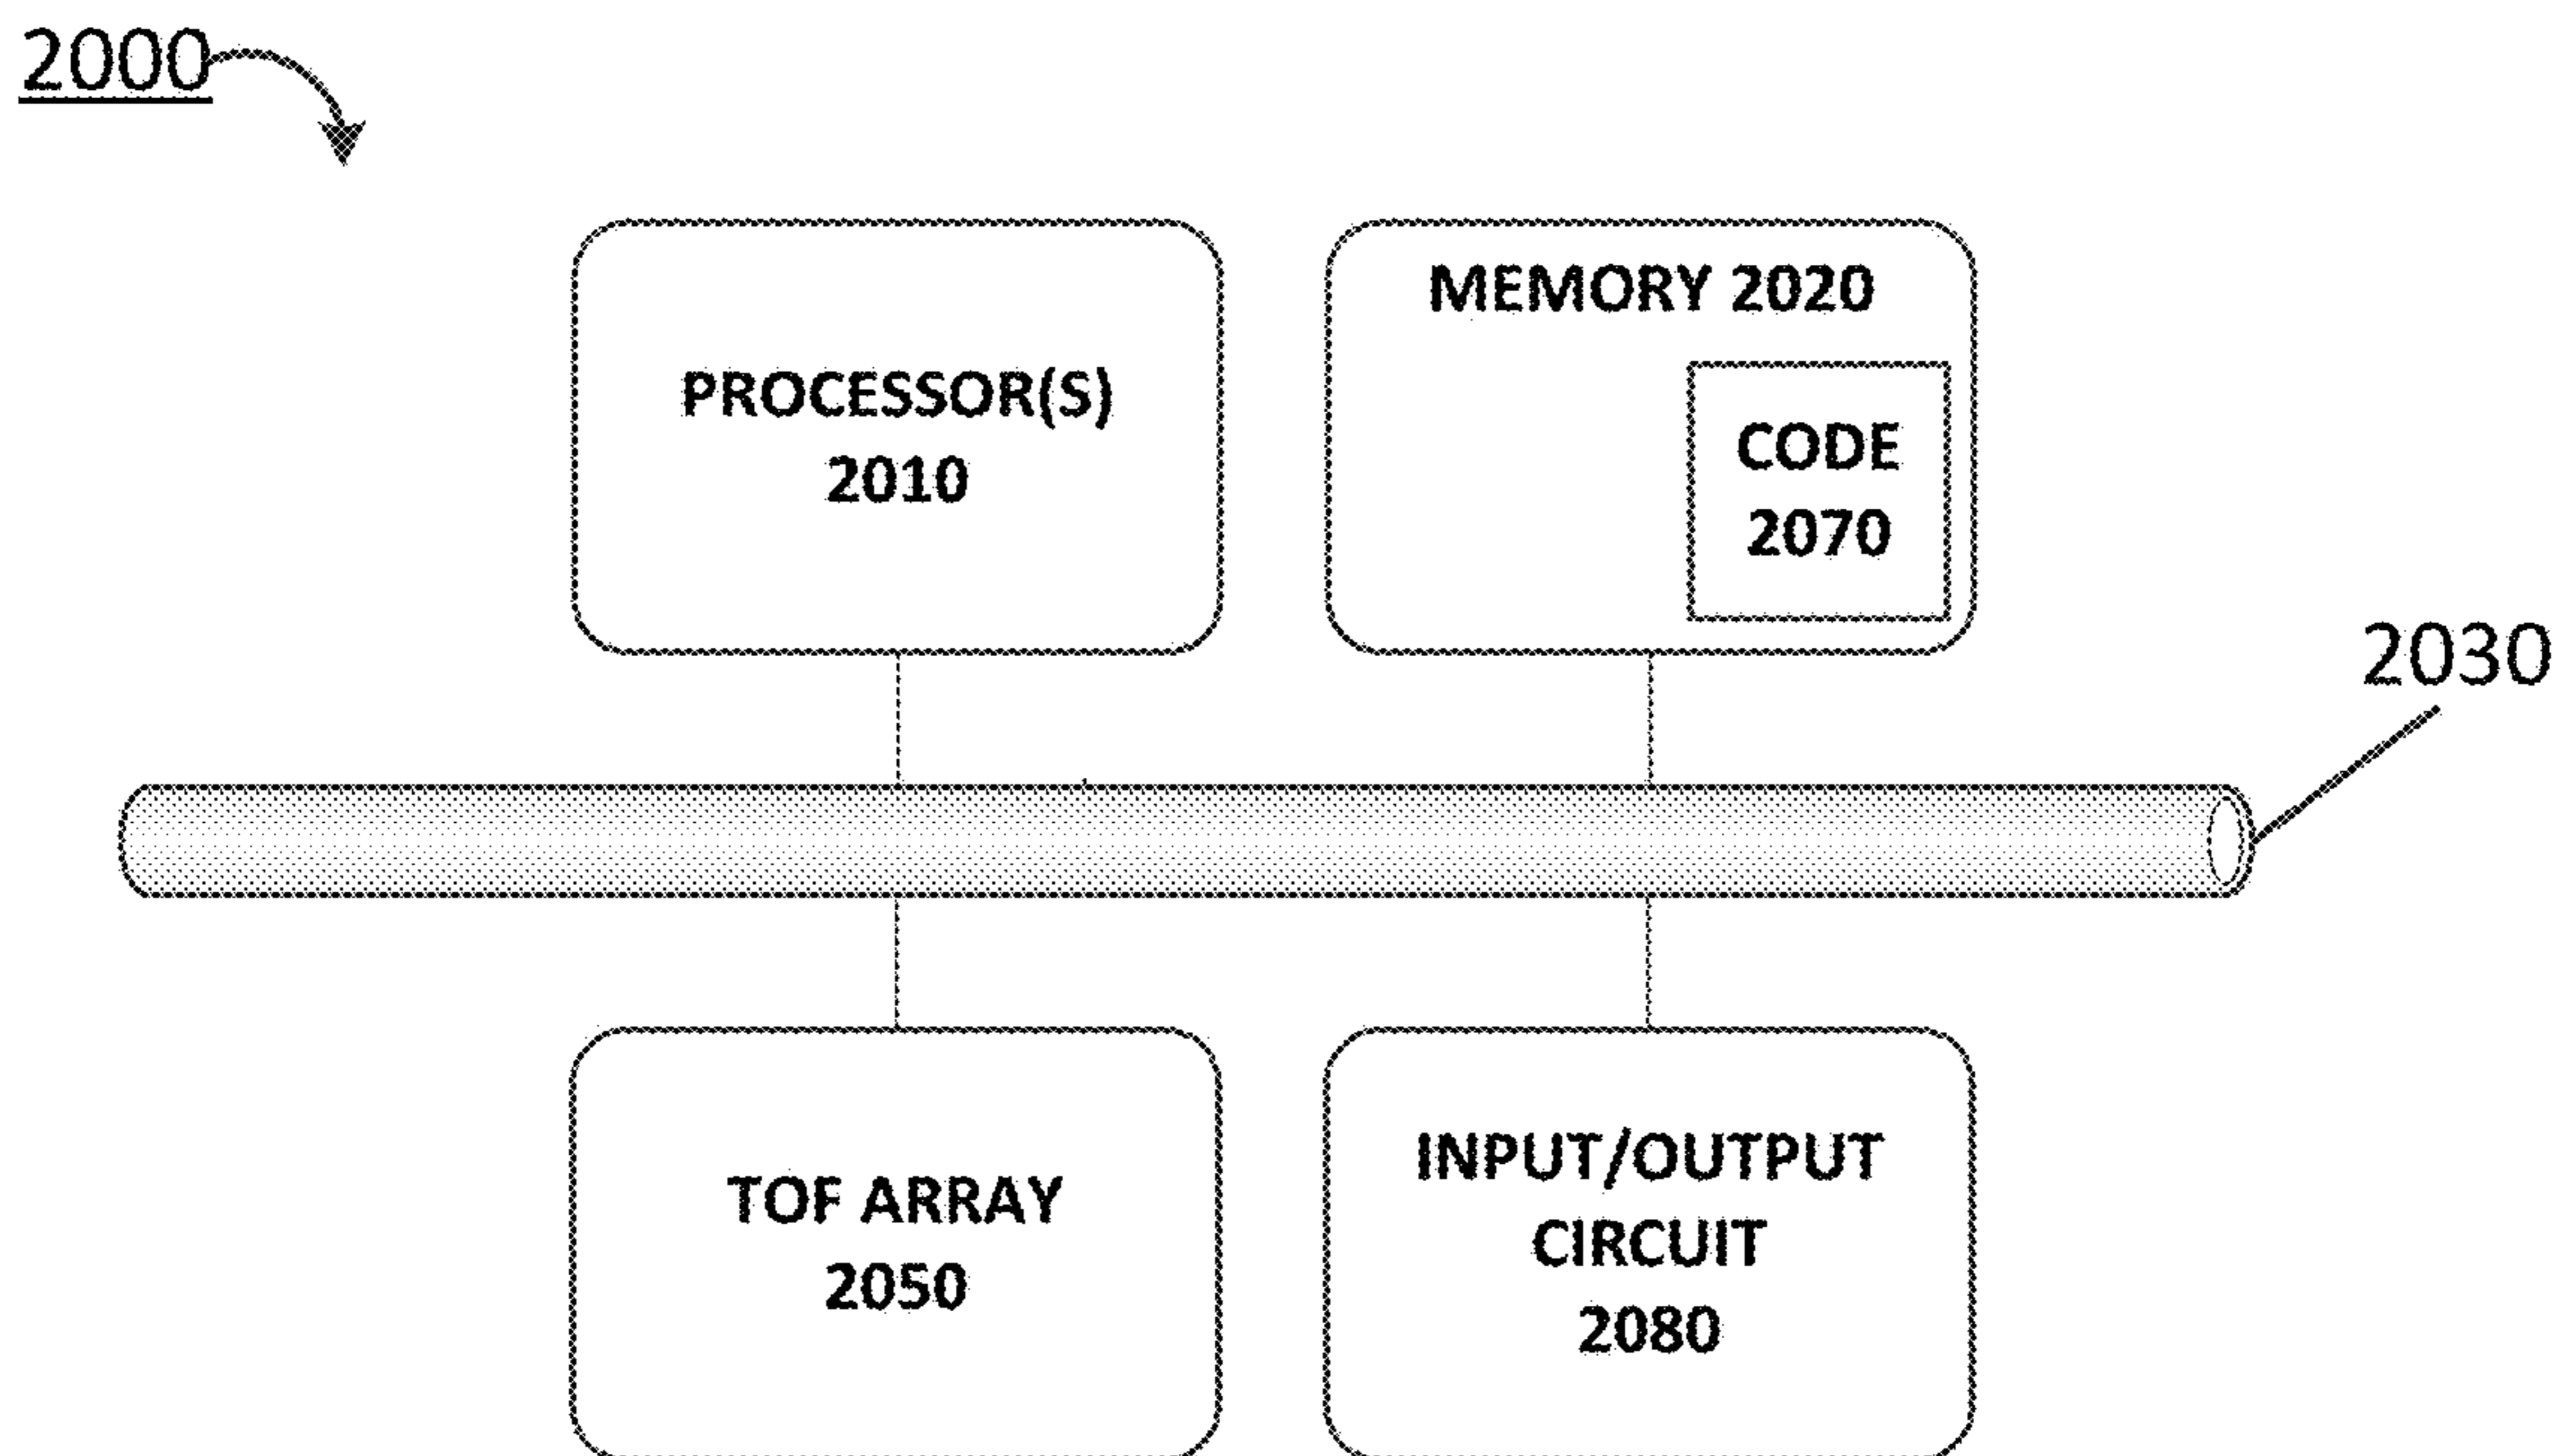 2000
PROCESSOR(S)
2010
MEMORY 2020
CODE
2070
2030
TOF ARRAY
2050
INPUT/OUTPUT
CIRCUIT
2080